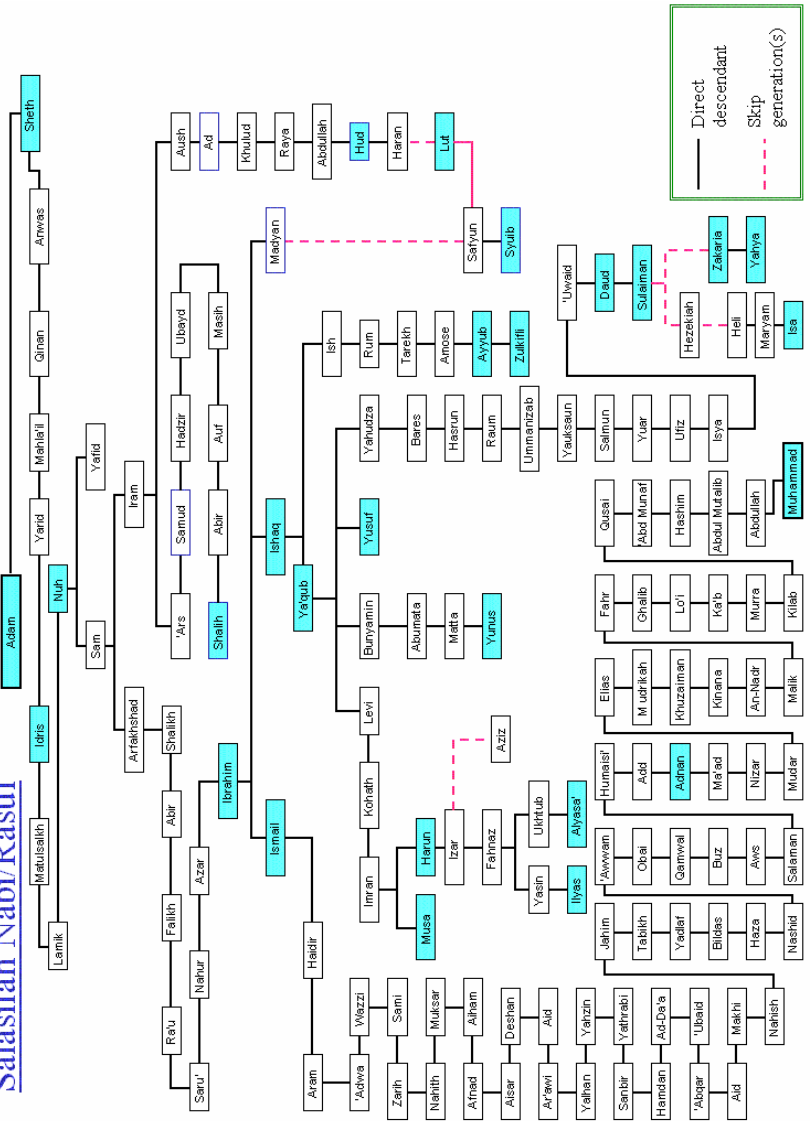 Salasilah Nabi/Rasul
Adam
Sheth
Anwas
Qinan
Mahla'il
Yarid
Idris
Matulsalkh
Lamik
Nuh
Yafid
Sam
Iram
Arfakhshad
Shalikh
Abir
Falikh
Ra'u
Saru'
Nahur
Azar
Ibrahim
'Ars
Samud
Hadzir
Ubayd
Masih
Auf
Abir
Shalih
Aush
Ad
Khulud
Raya
Abdullah
Hud
Haran
Lut
Madyan
Safyun
Syuib
Ismail
Ishaq
Ya'qub
Ish
Rum
Tarekh
Amose
Ayyub
Zulkifli
Levi
Kohath
Imran
Musa
Harun
Izar
Aziz
Fahnaz
Yasin
Ukhtub
Ilyas
Alyasa'
Bunyamin
Abumata
Matta
Yunus
Yusuf
Yahudza
Bares
Hasrun
Raum
Ummanizab
Yauksaun
Salmun
Yuar
Ufiz
Isya
'Uwaid
Daud
Sulaiman
Hezekiah
Heli
Maryam
Isa
Zakaria
Yahya
Haidir
Aram
'Adwa
Wazzi
Sami
Zarih
Nahith
Muksar
Aiham
Afnad
Aisar
Deshan
Aid
Ar'awi
Yalhan
Yahzin
Yathrabi
Sanbir
Hamdan
Ad-Da'a
'Ubaid
'Abqar
Aid
Makhi
Nahish
Jahim
Tabikh
Yadlaf
Bildas
Haza
Nashid
'Awwam
Obai
Qamwal
Buz
Aws
Salaman
Humaisi'
Add
Adnan
Ma'ad
Nizar
Mudar
Elias
Mudrikah
Khuzaiman
Kinana
An-Nadr
Malik
Fahr
Ghalib
Lo'i
Ka'b
Murra
Kilab
Qusai
'Abd Munaf
Hashim
Abdul Mutalib
Abdullah
Muhammad
Direct
descendant
Skip
generation(s)